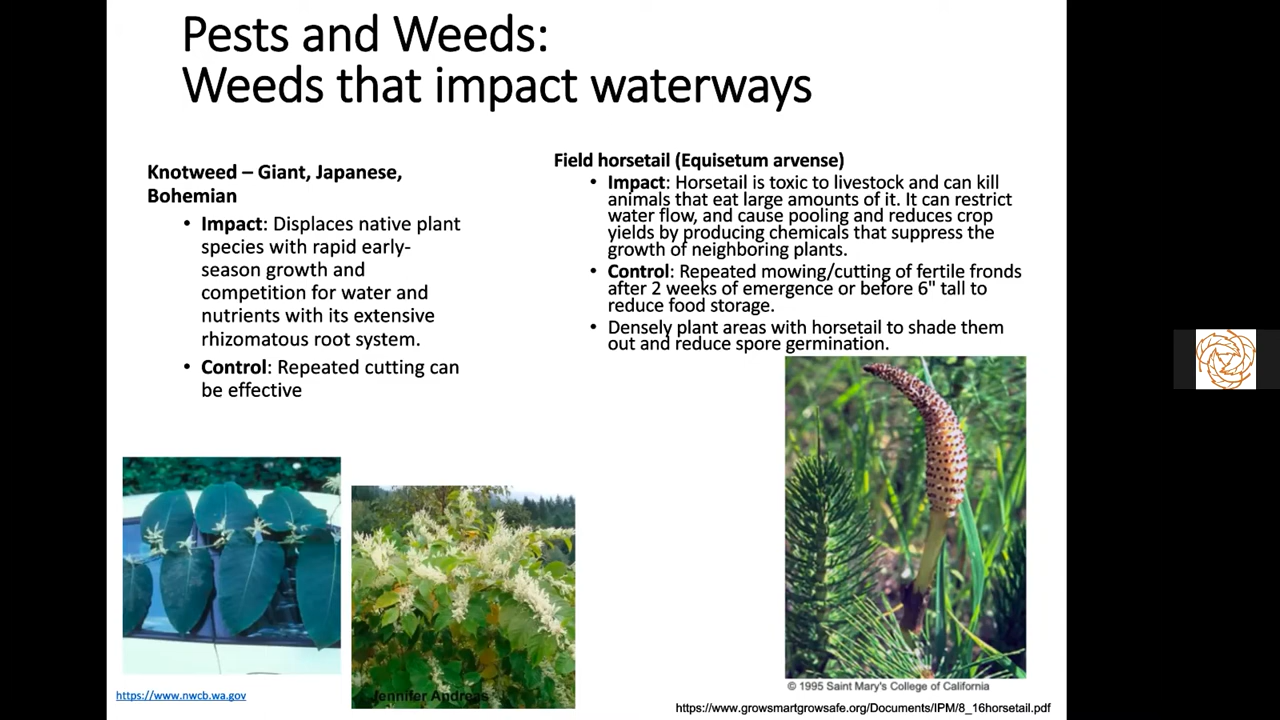 Pests and Weeds:
Weeds that impact waterways
Knotweed – Giant, Japanese,
Bohemian
• Impact: Displaces native plant
species with rapid early-
season growth and
competition for water and
nutrients with its extensive
rhizomatous root system.
• Control: Repeated cutting can
be effective
Field horsetail (Equisetum arvense)
• Impact: Horsetail is toxic to livestock and can kill
animals that eat large amounts of it. It can restrict
water flow, and cause pooling and reduces crop
yields by producing chemicals that suppress the
growth of neighboring plants.
• Control: Repeated mowing/cutting of fertile fronds
after 2 weeks of emergence or before 6" tall to
reduce food storage.
• Densely plant areas with horsetail to shade them
out and reduce spore germination.
https://www.nwcb.wa.gov
Jennifer Andreas
© 1995 Saint Mary's College of California
https://www.growsmartgrowsafe.org/Documents/IPM/8_16horsetail.pdf